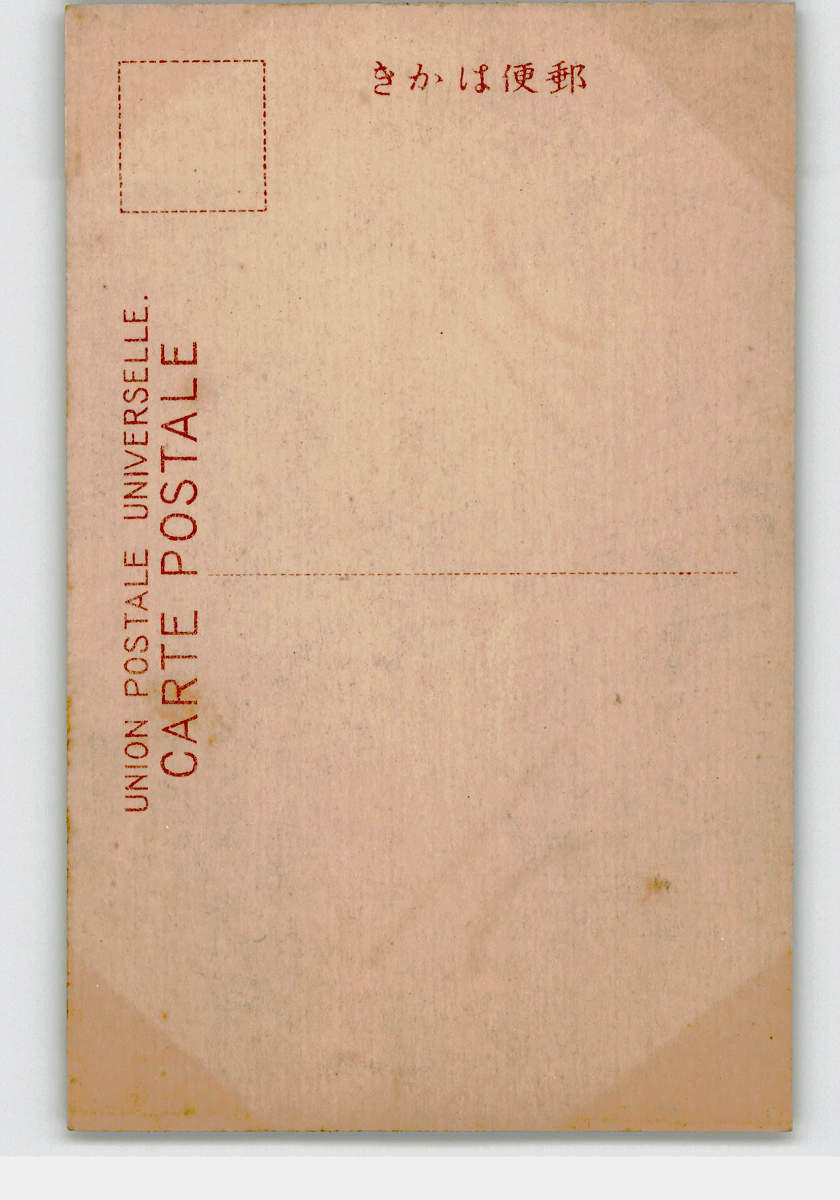 郵便はかき
UNION POSTALE UNIVERSELLE.
CARTE POSTALE